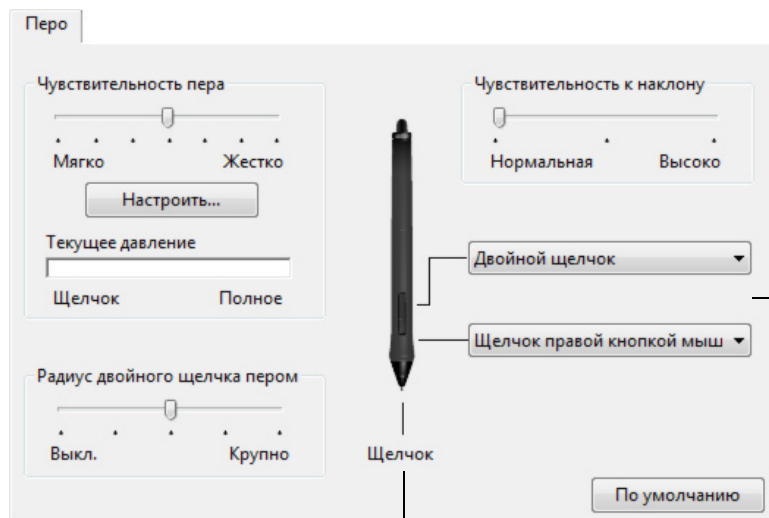 Перо
Чувствительность пера
Мягко Жестко
Настроить...
Текущее давление
Щелчок Полное
Радиус двойного щелчка пером
Выкл. Крупно
Щелчок
Чувствительность к наклону
Нормальная Высоко
Двойной щелчок
Щелчок правой кнопкой мыш
По умолчанию